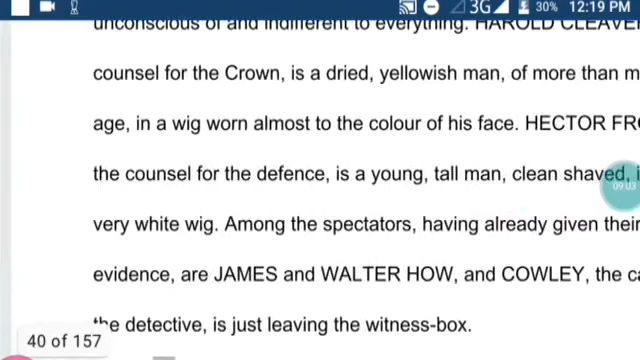 3G 30% 12:19 PM
unconscious of and indifferent to everything. HAROLD
counsel for the Crown, is a dried, yellowish man, of more than
age, in a wig worn almost to the colour of his face. HECTOR
the counsel for the defence, is a young, tall man, clean shaved,
09:03
very white wig. Among the spectators, having already given their
evidence, are JAMES and WALTER HOW, and COWLEY, the
the detective, is just leaving the witness-box.
40 of 157